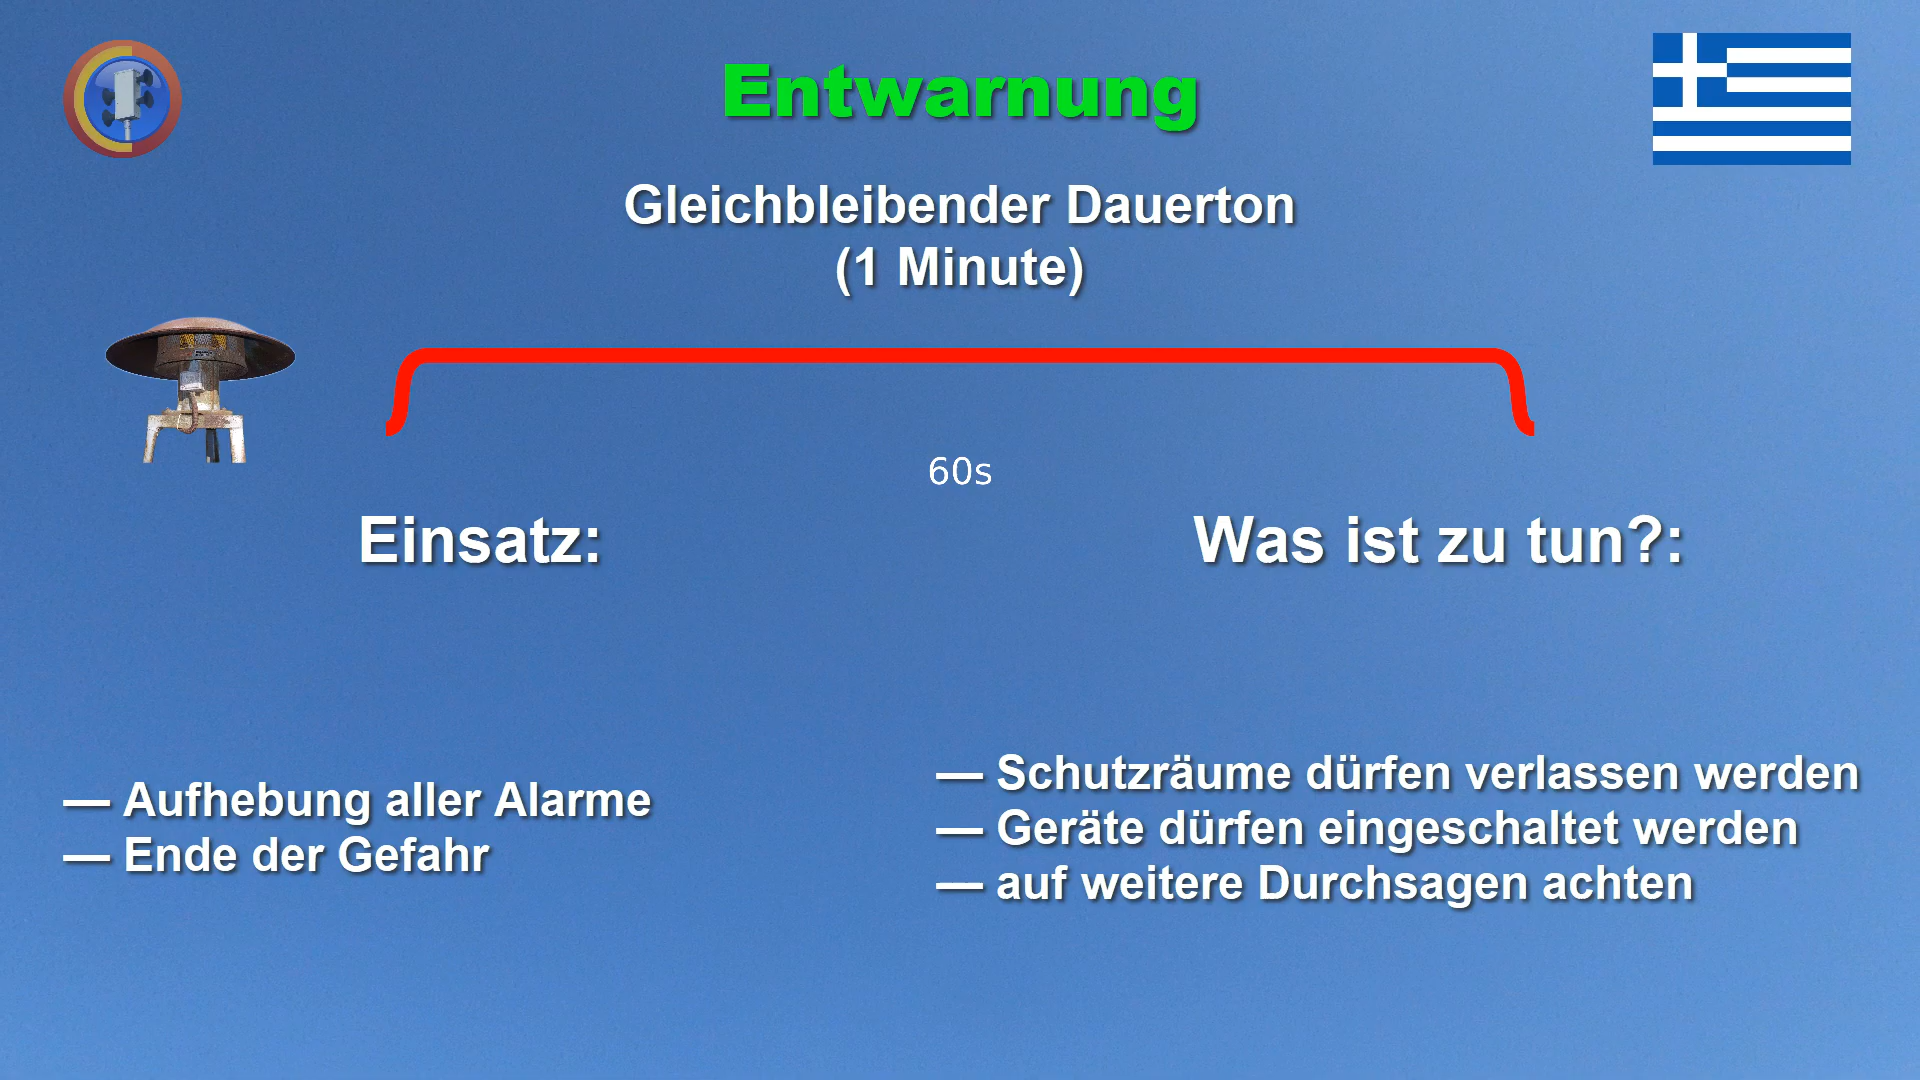 Entwarnung
Gleichbleibender Dauerton
(1 Minute)
60s
Einsatz:
— Aufhebung aller Alarme
— Ende der Gefahr
Was ist zu tun?:
— Schutzräume dürfen verlassen werden
— Geräte dürfen eingeschaltet werden
— auf weitere Durchsagen achten